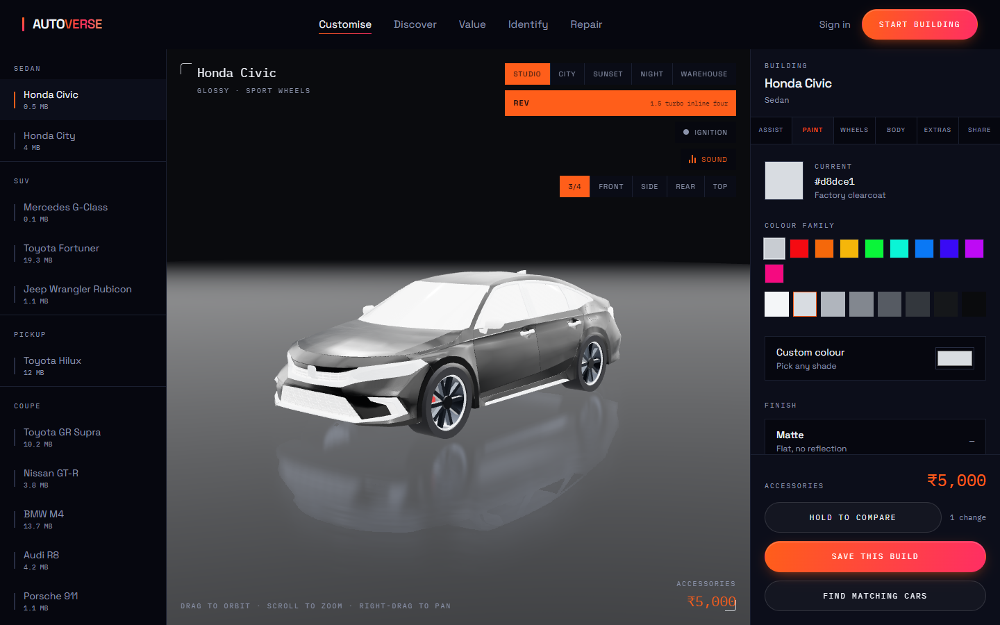 AUTOVERSE
Customise
Discover
Value
Identify
Repair
Sign in
START BUILDING
SEDAN
Honda Civic
0.5 MB
Honda City
4 MB
SUV
Mercedes G-Class
0.1 MB
Toyota Fortuner
19.3 MB
Jeep Wrangler Rubicon
1.1 MB
PICKUP
Toyota Hilux
12 MB
COUPE
Toyota GR Supra
10.2 MB
Nissan GT-R
3.8 MB
BMW M4
13.7 MB
Audi R8
4.2 MB
Porsche 911
1.1 MB
Honda Civic
GLOSSY · SPORT WHEELS
STUDIO
CITY
SUNSET
NIGHT
WAREHOUSE
REV
1.5 turbo inline four
IGNITION
SOUND
3/4
FRONT
SIDE
REAR
TOP
DRAG TO ORBIT · SCROLL TO ZOOM · RIGHT-DRAG TO PAN
ACCESSORIES
₹5,000
BUILDING
Honda Civic
Sedan
ASSIST
PAINT
WHEELS
BODY
EXTRAS
SHARE
CURRENT
#d8dce1
Factory clearcoat
COLOUR FAMILY
Custom colour
Pick any shade
FINISH
Matte
Flat, no reflection
—
ACCESSORIES
₹5,000
HOLD TO COMPARE
1 change
SAVE THIS BUILD
FIND MATCHING CARS